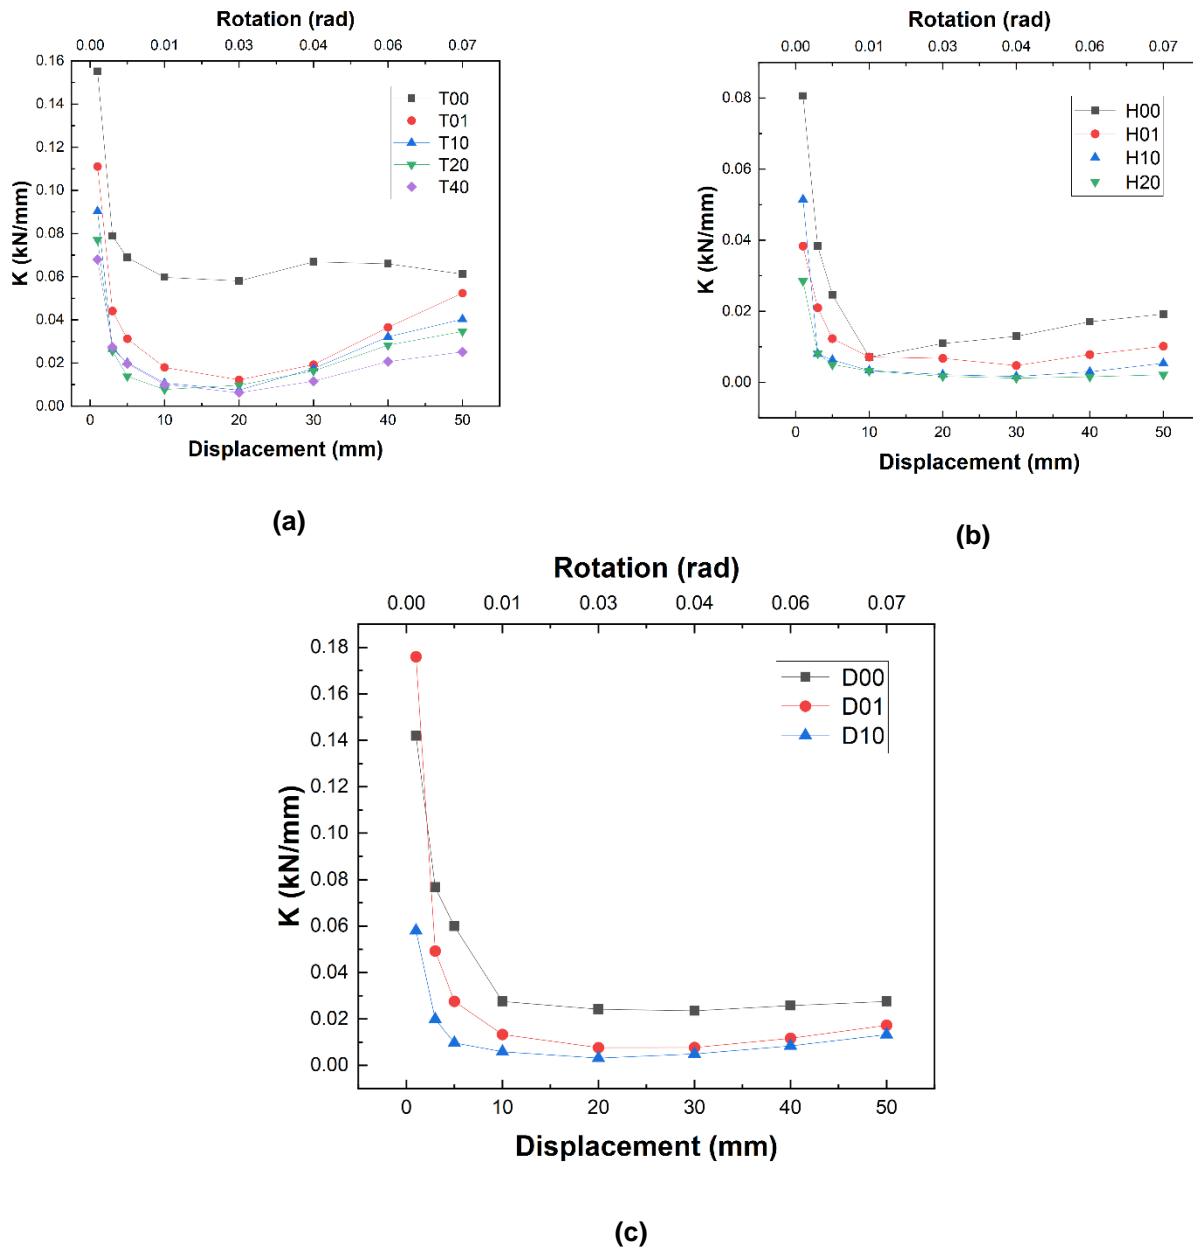 Rotation (rad)
0.00 0.01 0.03 0.04 0.06 0.07
0.16
0.14
0.12
0.10
0.08
0.06
0.04
0.02
0.00
K (kN/mm)
T00
T01
T10
T20
T40
0 10 20 30 40 50
Displacement (mm)
(a)
Rotation (rad)
0.00 0.01 0.03 0.04 0.06 0.07
0.08
0.06
0.04
0.02
0.00
K (kN/mm)
H00
H01
H10
H20
0 10 20 30 40 50
Displacement (mm)
(b)
Rotation (rad)
0.00 0.01 0.03 0.04 0.06 0.07
0.18
0.16
0.14
0.12
0.10
0.08
0.06
0.04
0.02
0.00
K (kN/mm)
D00
D01
D10
0 10 20 30 40 50
Displacement (mm)
(c)